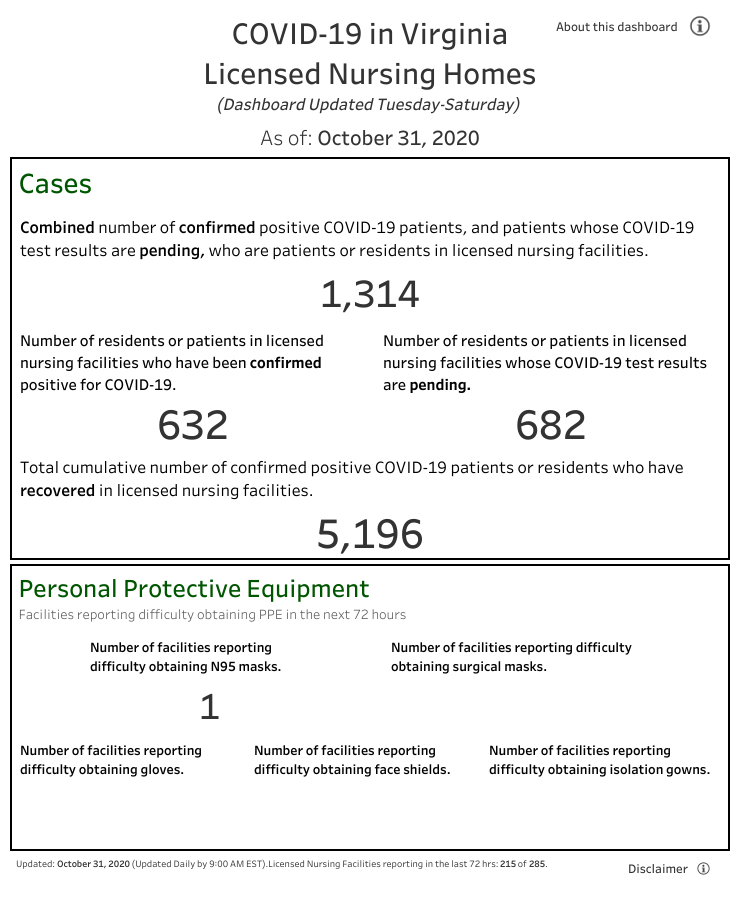 COVID-19 in Virginia
Licensed Nursing Homes
About this dashboard
(Dashboard Updated Tuesday-Saturday)
As of: October 31, 2020
Cases
Combined number of confirmed positive COVID-19 patients, and patients whose COVID-19
test results are pending, who are patients or residents in licensed nursing facilities.
1,314
Number of residents or patients in licensed
nursing facilities who have been confirmed
positive for COVID-19.
632
Number of residents or patients in licensed
nursing facilities whose COVID-19 test results
are pending.
682
Total cumulative number of confirmed positive COVID-19 patients or residents who have
recovered in licensed nursing facilities.
5,196
Personal Protective Equipment
Facilities reporting difficulty obtaining PPE in the next 72 hours
Number of facilities reporting
difficulty obtaining N95 masks.
1
Number of facilities reporting difficulty
obtaining surgical masks.
Number of facilities reporting
difficulty obtaining gloves.
Number of facilities reporting
difficulty obtaining face shields.
Number of facilities reporting
difficulty obtaining isolation gowns.
Updated: October 31, 2020 (Updated Daily by 9:00 AM EST).Licensed Nursing Facilities reporting in the last 72 hrs: 215 of 285.
Disclaimer